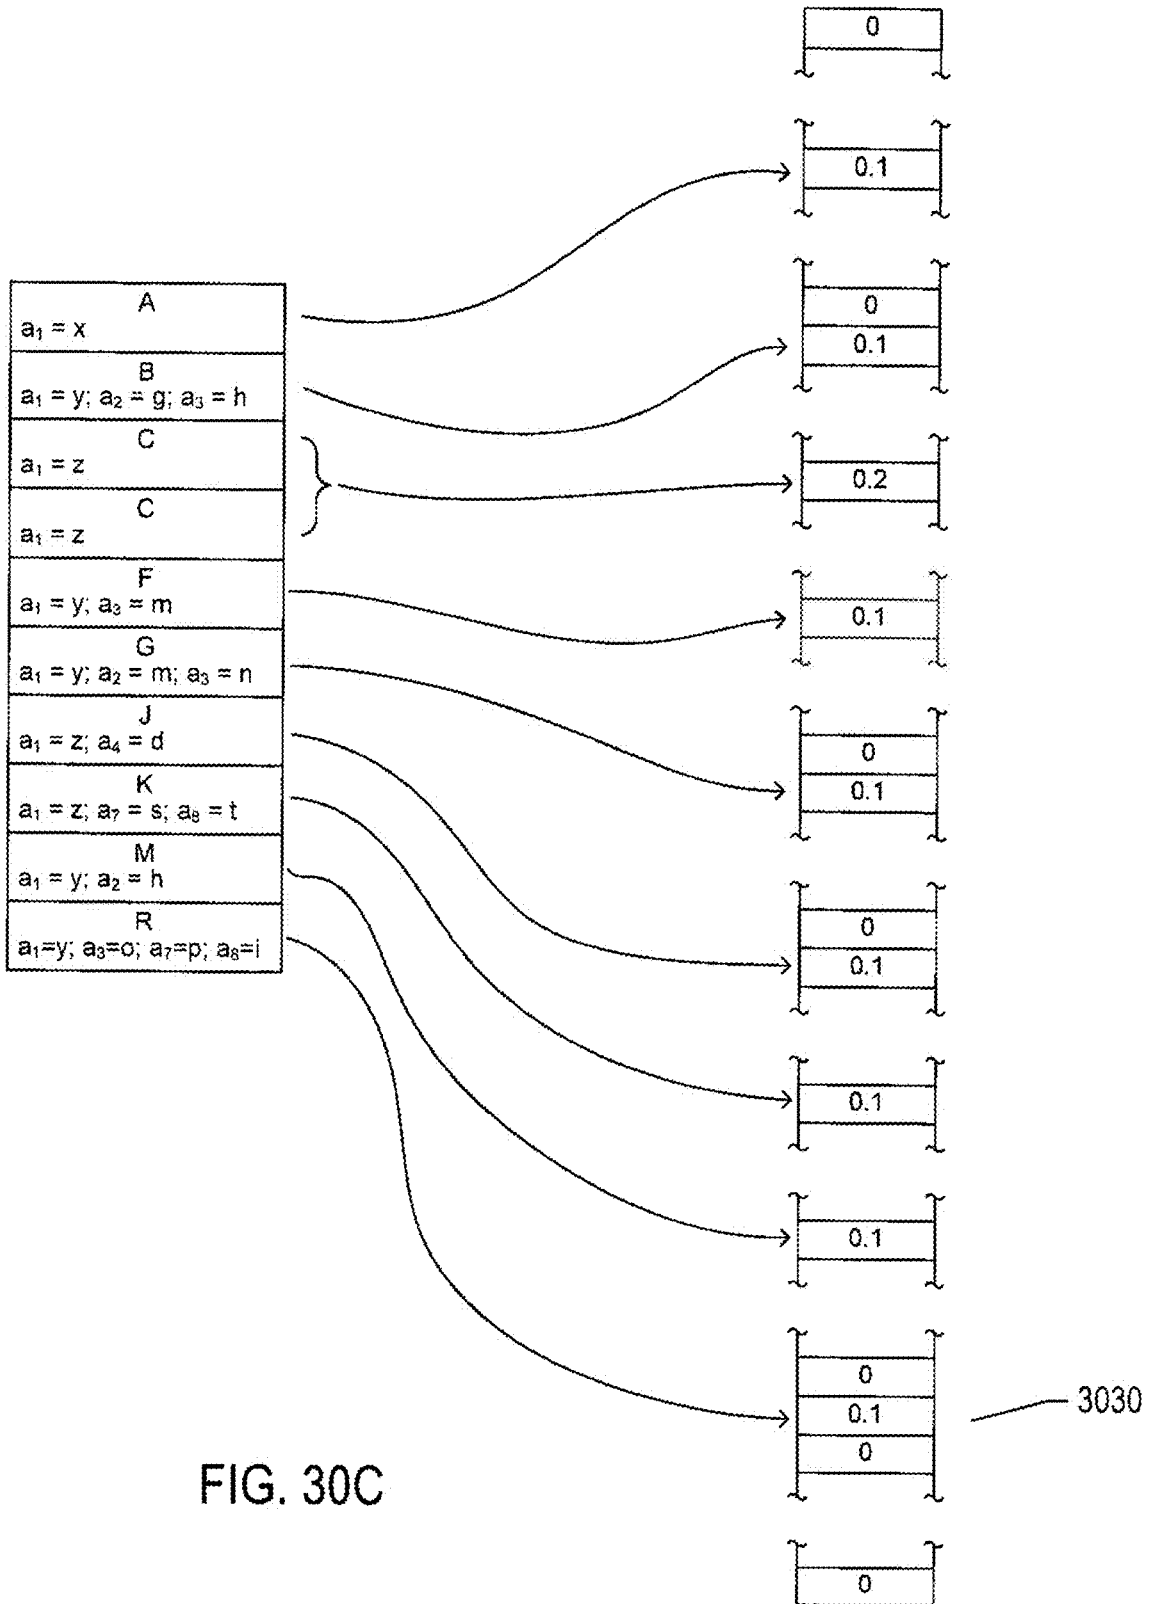 0
0.1
0
0.1
0.2
0.1
0
0.1
0
0.1
0.1
0.1
0
0.1
0
0
A
a₁ = x
B
a₁ = y; a₂ = g; a₃ = h
C
a₁ = z
C
a₁ = z
F
a₁ = y; a₃ = m
G
a₁ = y; a₂ = m; a₃ = n
J
a₁ = z; a₄ = d
K
a₁ = z; a₇ = s; a₈ = t
M
a₁ = y; a₂ = h
R
a₁=y; a₃=o; a₇=p; a₈=i
3030
FIG. 30C